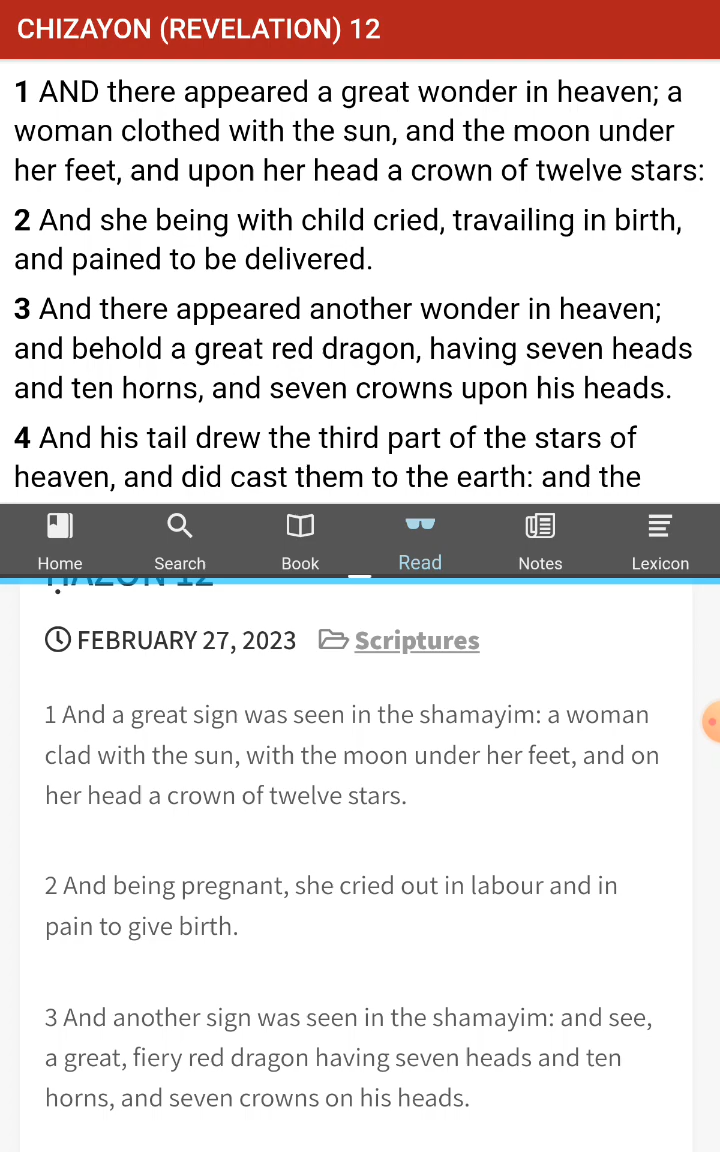 CHIZAYON (REVELATION) 12
1 AND there appeared a great wonder in heaven; a
woman clothed with the sun, and the moon under
her feet, and upon her head a crown of twelve stars:
2 And she being with child cried, travailing in birth,
and pained to be delivered.
3 And there appeared another wonder in heaven;
and behold a great red dragon, having seven heads
and ten horns, and seven crowns upon his heads.
4 And his tail drew the third part of the stars of
heaven, and did cast them to the earth: and the
Home Search Book Read Notes Lexicon
ḤAZON 12
FEBRUARY 27, 2023 Scriptures
1 And a great sign was seen in the shamayim: a woman
clad with the sun, with the moon under her feet, and on
her head a crown of twelve stars.
2 And being pregnant, she cried out in labour and in
pain to give birth.
3 And another sign was seen in the shamayim: and see,
a great, fiery red dragon having seven heads and ten
horns, and seven crowns on his heads.